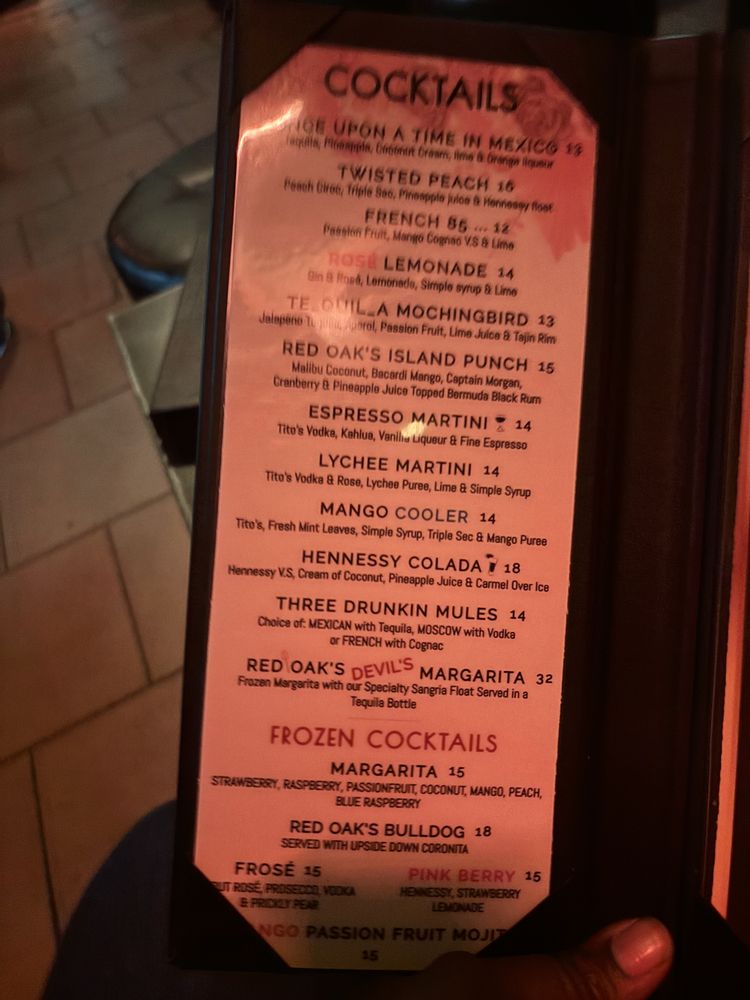 COCKTAILS
UPON A TIME IN MEXICO 13
Tequila, Pineapple, Coconut Cream, lime & Orange liqueur
TWISTED PEACH 16
Peach Ciroc, Triple Sec, Pineapple juice & Hennessy float
FRENCH 85 ... 12
Passion Fruit, Mango Cognac V.S & Lime
ROSÉ LEMONADE 14
Gin & Rosé, Lemonade, Simple syrup & Lime
TE_QUIL_A MOCHINGBIRD 13
Jalapeño Tequila, Aperol, Passion Fruit, Lime Juice & Tajin Rim
RED OAK'S ISLAND PUNCH 15
Malibu Coconut, Bacardi Mango, Captain Morgan,
Cranberry & Pineapple Juice Topped Bermuda Black Rum
ESPRESSO MARTINI 14
Tito's Vodka, Kahlua, Vanilla Liqueur & Fine Espresso
LYCHEE MARTINI 14
Tito's Vodka & Rose, Lychee Puree, Lime & Simple Syrup
MANGO COOLER 14
Tito's, Fresh Mint Leaves, Simple Syrup, Triple Sec & Mango Puree
HENNESSY COLADA 18
Hennessy V.S, Cream of Coconut, Pineapple Juice & Carmel Over Ice
THREE DRUNKIN MULES 14
Choice of: MEXICAN with Tequila, MOSCOW with Vodka
or FRENCH with Cognac
RED OAK'S DEVIL'S MARGARITA 32
Frozen Margarita with our Specialty Sangria Float Served in a
Tequila Bottle
FROZEN COCKTAILS
MARGARITA 15
STRAWBERRY, RASPBERRY, PASSIONFRUIT, COCONUT, MANGO, PEACH,
BLUE RASPBERRY
RED OAK'S BULLDOG 18
SERVED WITH UPSIDE DOWN CORONITA
FROSÉ 15
ROSÉ, PROSECCO, VODKA
& PRICKLY PEAR
PINK BERRY 15
HENNESSY, STRAWBERRY
LEMONADE
PASSION FRUIT MOJIT
15